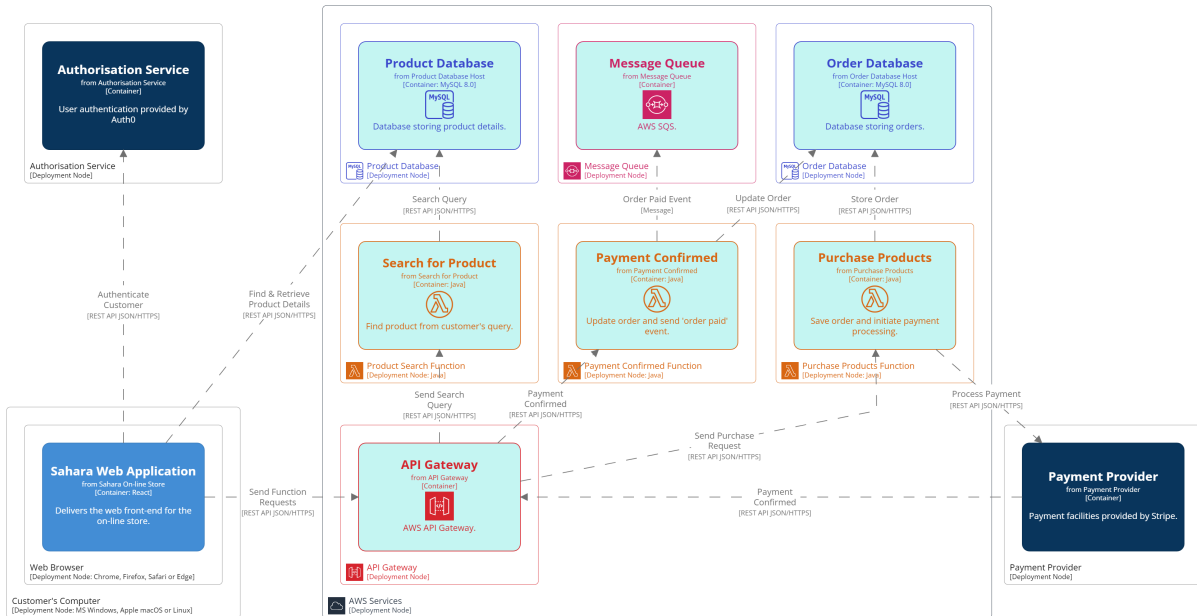 Authorisation Service
from Authorisation Service
[Container]
User authentication provided by
Auth0
Authorisation Service
[Deployment Node]
Product Database
from Product Database Host
[Container: MySQL 8.0]
MySQL
Database storing product details.
MySQL
Product Database
[Deployment Node]
Message Queue
from Message Queue
[Container]
AWS SQS.
Message Queue
[Deployment Node]
Order Database
from Order Database Host
[Container: MySQL 8.0]
MySQL
Database storing orders.
MySQL
Order Database
[Deployment Node]
Search Query
[REST API JSON/HTTPS]
Order Paid Event
[Message]
Update Order
[REST API JSON/HTTPS]
Store Order
[REST API JSON/HTTPS]
Search for Product
from Search for Product
[Container: Java]
Find product from customer's query.
Product Search Function
[Deployment Node: Java]
Payment Confirmed
from Payment Confirmed
[Container: Java]
Update order and send 'order paid'
event.
Payment Confirmed Function
[Deployment Node: Java]
Purchase Products
from Purchase Products
[Container: Java]
Save order and initiate payment
processing.
Purchase Products Function
[Deployment Node: Java]
Authenticate
Customer
[REST API JSON/HTTPS]
Find & Retrieve
Product Details
[REST API JSON/HTTPS]
Send Search
Query
[REST API JSON/HTTPS]
Payment
Confirmed
[REST API JSON/HTTPS]
Process Payment
[REST API JSON/HTTPS]
Send Purchase
Request
[REST API JSON/HTTPS]
Sahara Web Application
from Sahara On-line Store
[Container: React]
Delivers the web front-end for the
on-line store.
Web Browser
[Deployment Node: Chrome, Firefox, Safari or Edge]
Customer's Computer
[Deployment Node: MS Windows, Apple macOS or Linux]
Send Function
Requests
[REST API JSON/HTTPS]
API Gateway
from API Gateway
[Container]
AWS API Gateway.
API Gateway
[Deployment Node]
AWS Services
[Deployment Node]
Payment
Confirmed
[REST API JSON/HTTPS]
Payment Provider
from Payment Provider
[Container]
Payment facilities provided by Stripe.
Payment Provider
[Deployment Node]